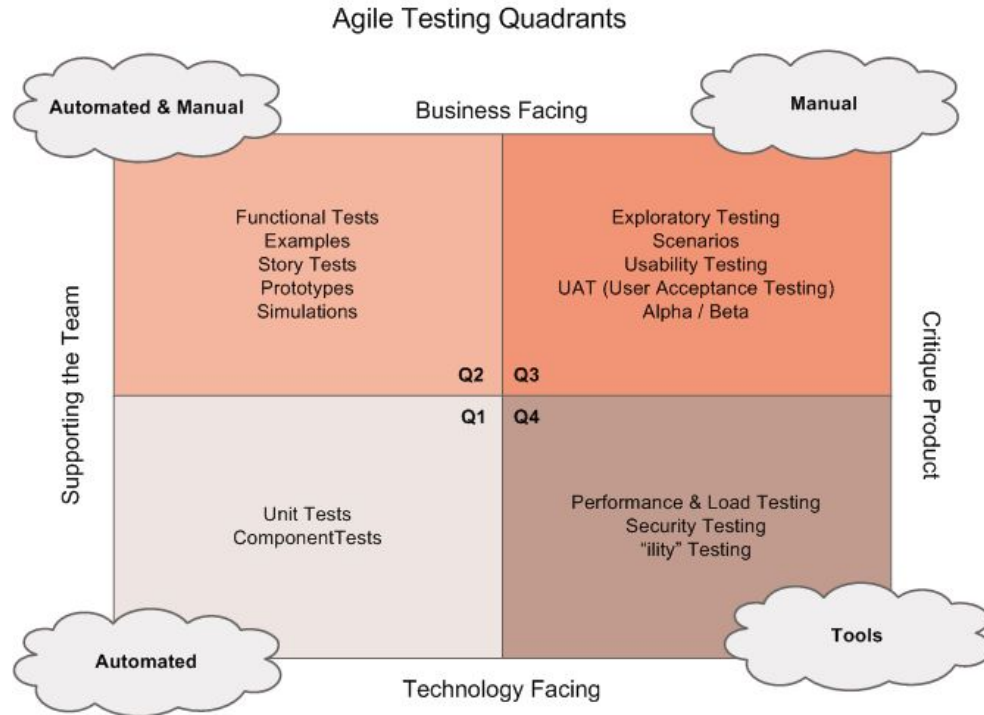 Agile Testing Quadrants
Automated & Manual
Business Facing
Manual
Functional Tests
Examples
Story Tests
Prototypes
Simulations
Exploratory Testing
Scenarios
Usability Testing
UAT (User Acceptance Testing)
Alpha / Beta
Supporting the Team
Critique Product
Q2
Q3
Q1
Q4
Unit Tests
ComponentTests
Performance & Load Testing
Security Testing
“ility” Testing
Automated
Tools
Technology Facing